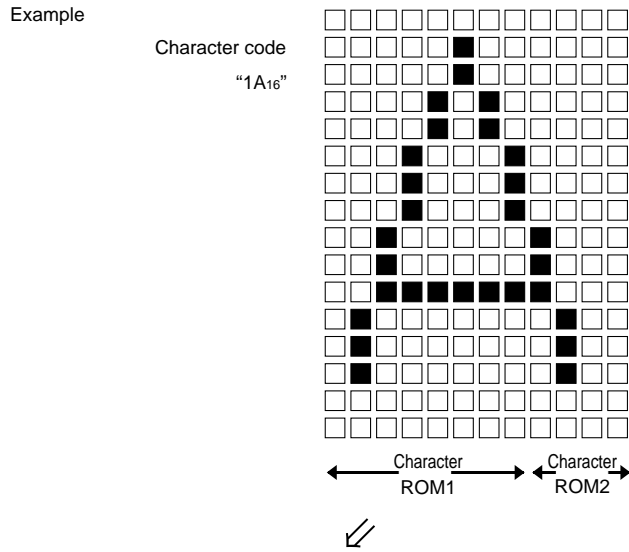 Example
Character code
“1A16”
Character Character
ROM1 ROM2